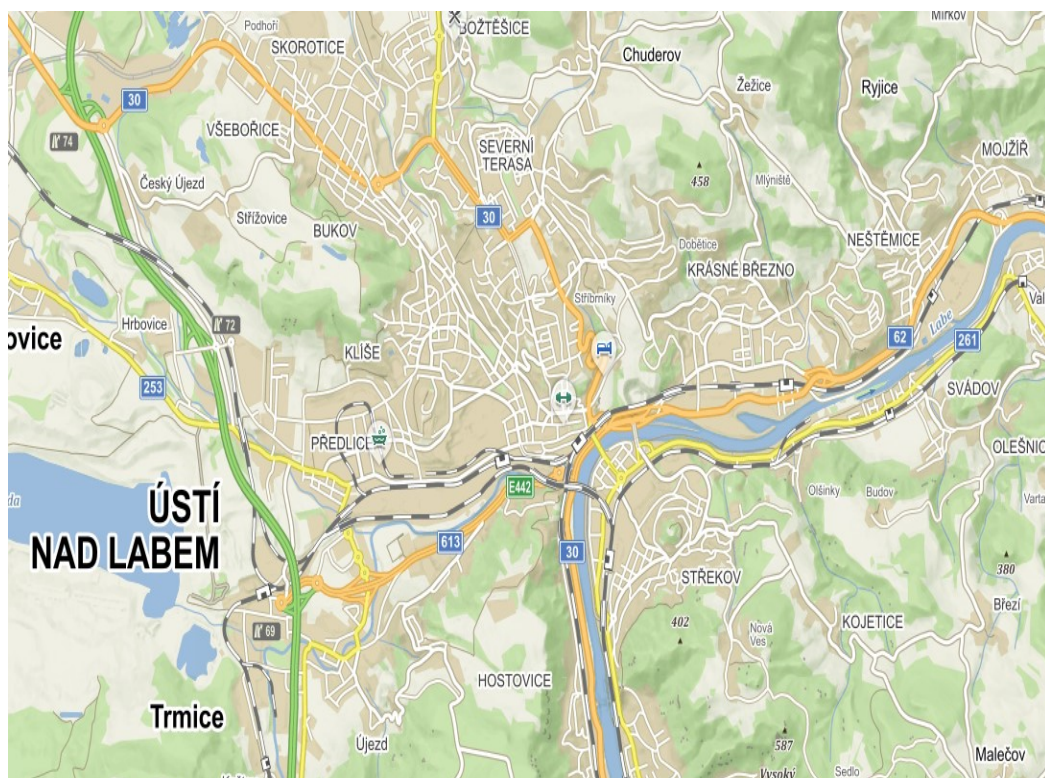 Podhoří
BOŽTĚŠICE
Mírkov
SKOROTICE
Chuderov
Žežice
Ryjice
30
74
VŠEBOŘICE
SEVERNÍ
TERASA
MOJŽÍŘ
Český Újezd
458
Mlýniště
Střížovice
30
BUKOV
Dobětice
NEŠTĚMICE
KRÁSNÉ BŘEZNO
Stříbrníky
Val
Hrbovice
72
Labe
ovice
KLÍŠE
62
261
253
SVÁDOV
PŘEDLICE
OLEŠNIC
E442
Olšinky
Budov
Varta
ÚSTÍ
NAD LABEM
613
30
STŘEKOV
380
402
Březí
69
Nová
Ves
KOJETICE
HOSTOVICE
Trmice
Újezd
587
Malečov
Vysoký
Sedlo